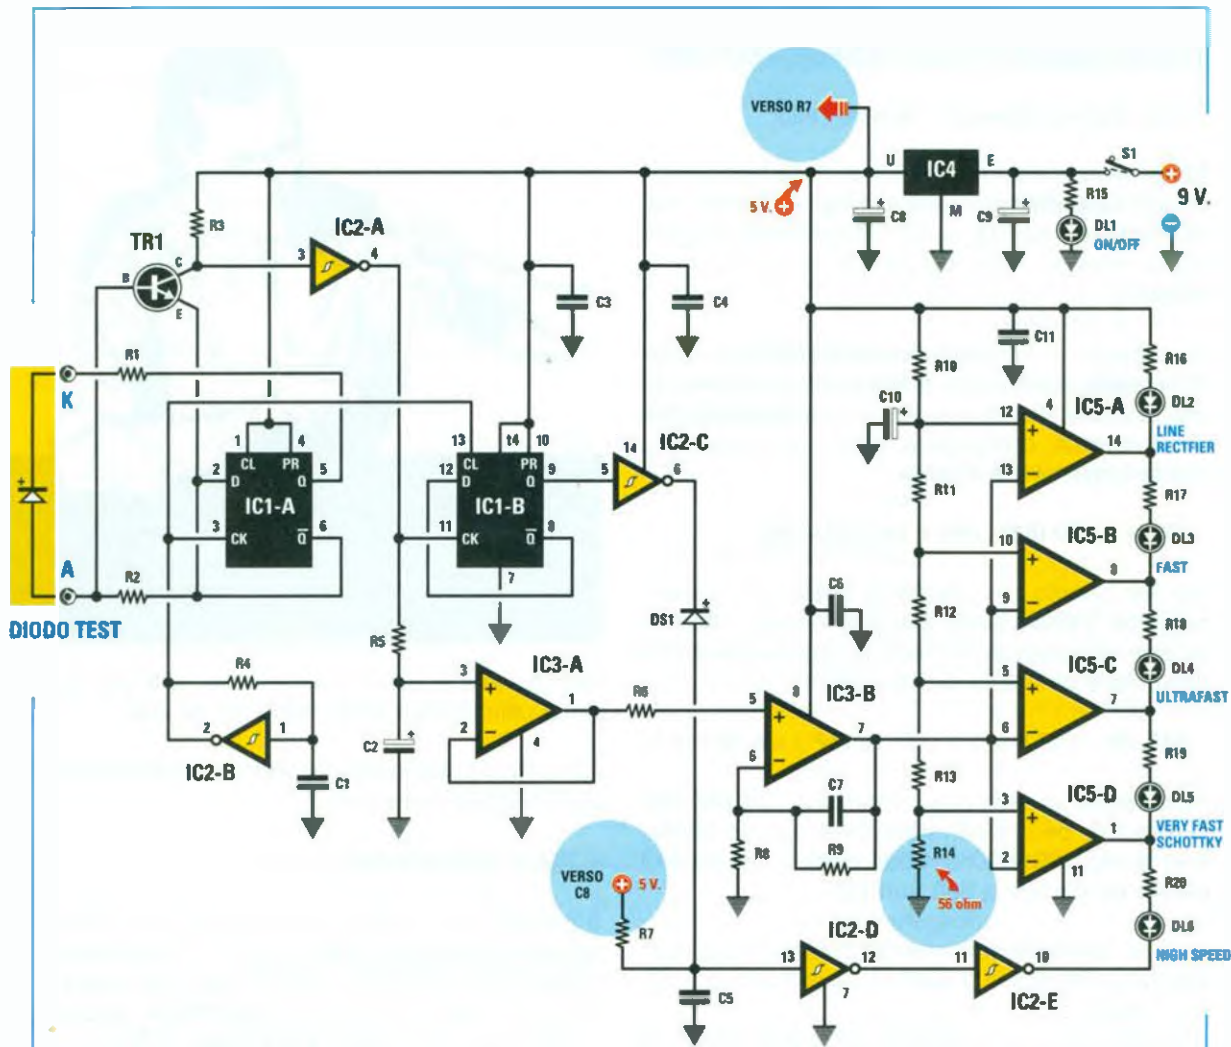 VERSO R7
U IC4 E S1
5 V. C8 M C9 R15 9 V.
DL1
ON/OFF
R3 IC2-A
TR1
C 3 4
B
E
C3 C4
C11
R16
R1
K
R10
C10
DL2
LINE
RECTFIER
IC5-A
12 4 14 13
1 4
2 CL PR 5
D Q
IC1-A
3 6
CK Q
13 14 10
12 CL PR 9
D Q
IC1-B
11 8
CK Q
7
IC2-C
14
5 6
R11
R17
IC5-B
10 8 9
DL3
FAST
A
R2
DIODO TEST
DS1
C6
R12
R18
R5
R4
IC3-A
3 1 2 4
IC3-B
5 8 7 6
R6
IC5-C
5 7 6
DL4
ULTRAFAST
2 1
IC2-B
C1
C2
R13
R19
C7
IC5-D
3 1 2 11
DL5
VERY FAST
SCHOTTKY
R8 R9
R14
56 ohm
R20
VERSO
C8
5 V.
R7
DL6
HIGH SPEED
IC2-D
13 12 7
11 10
IC2-E
C5